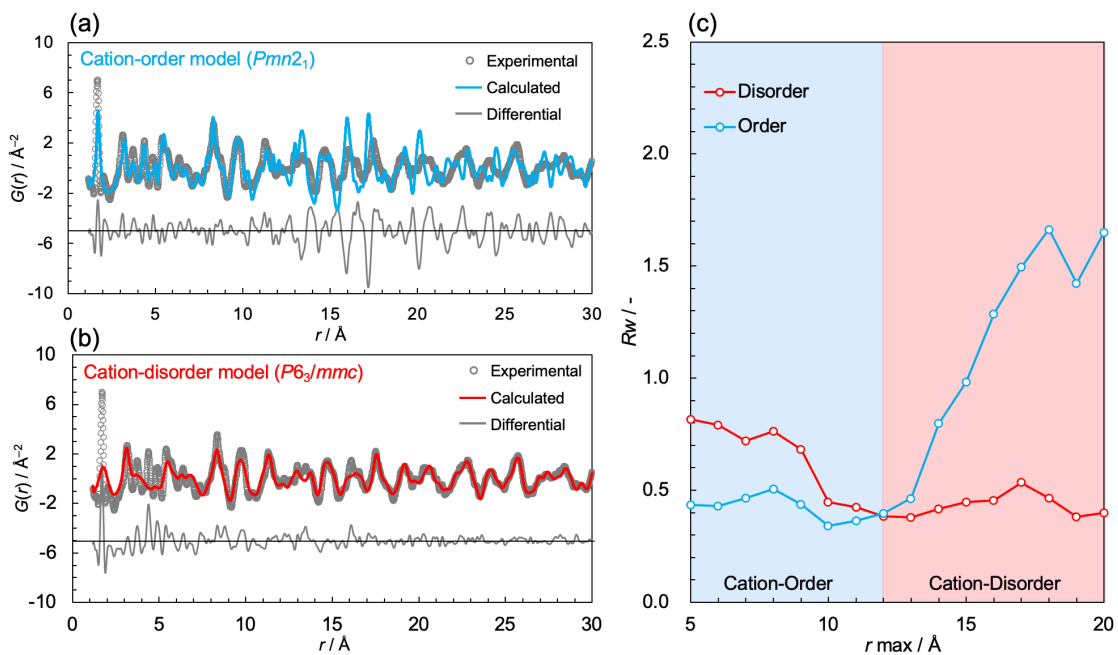 (a)
10
6
2
-2
-6
-10
G(r) / Å⁻²
Cation-order model (Pmn2₁)
Experimental
Calculated
Differential
0
5
10
15
20
25
30
r / Å
(b)
10
6
2
-2
-6
-10
G(r) / Å⁻²
Cation-disorder model (P6₃/mmc)
Experimental
Calculated
Differential
0
5
10
15
20
25
30
r / Å
(c)
2.5
2.0
1.5
1.0
0.5
0.0
Rw / -
Disorder
Order
Cation-Order
Cation-Disorder
5
10
15
20
r max / Å